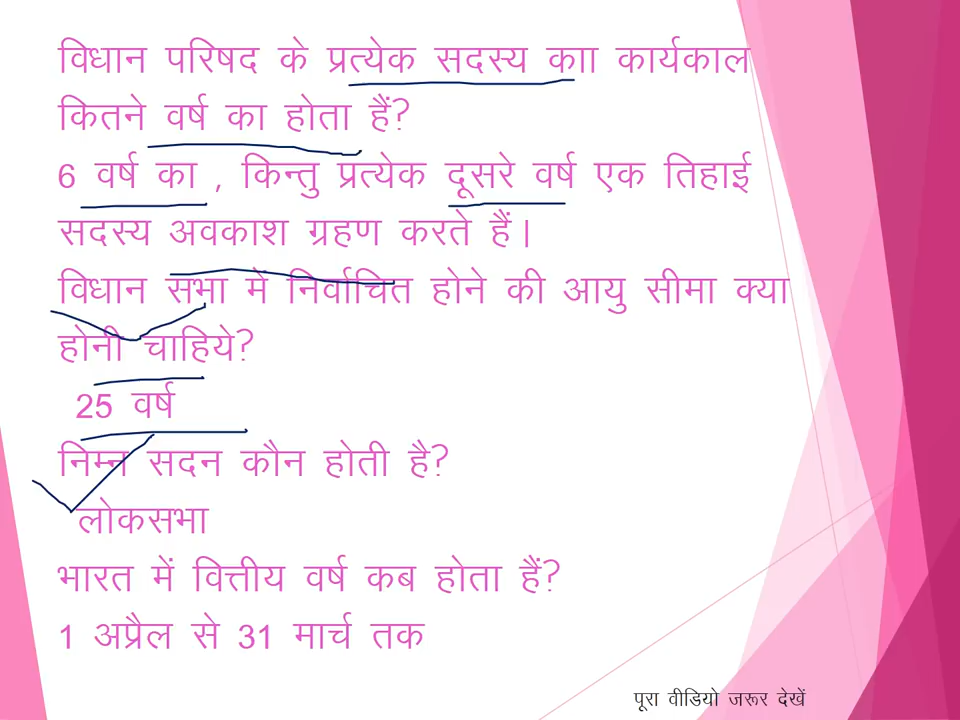 विधान परिषद के प्रत्येक सदस्य काा कार्यकाल
कितने वर्ष का होता हैं?
6 वर्ष का , किन्तु प्रत्येक दूसरे वर्ष एक तिहाई
सदस्य अवकाश ग्रहण करते हैं।
विधान सभा में निर्वाचित होने की आयु सीमा क्या
होनी चाहिये?
25 वर्ष
निम्न सदन कौन होती है?
लोकसभा
भारत में वित्तीय वर्ष कब होता हैं?
1 अप्रैल से 31 मार्च तक
पूरा वीडियो जरूर देखें